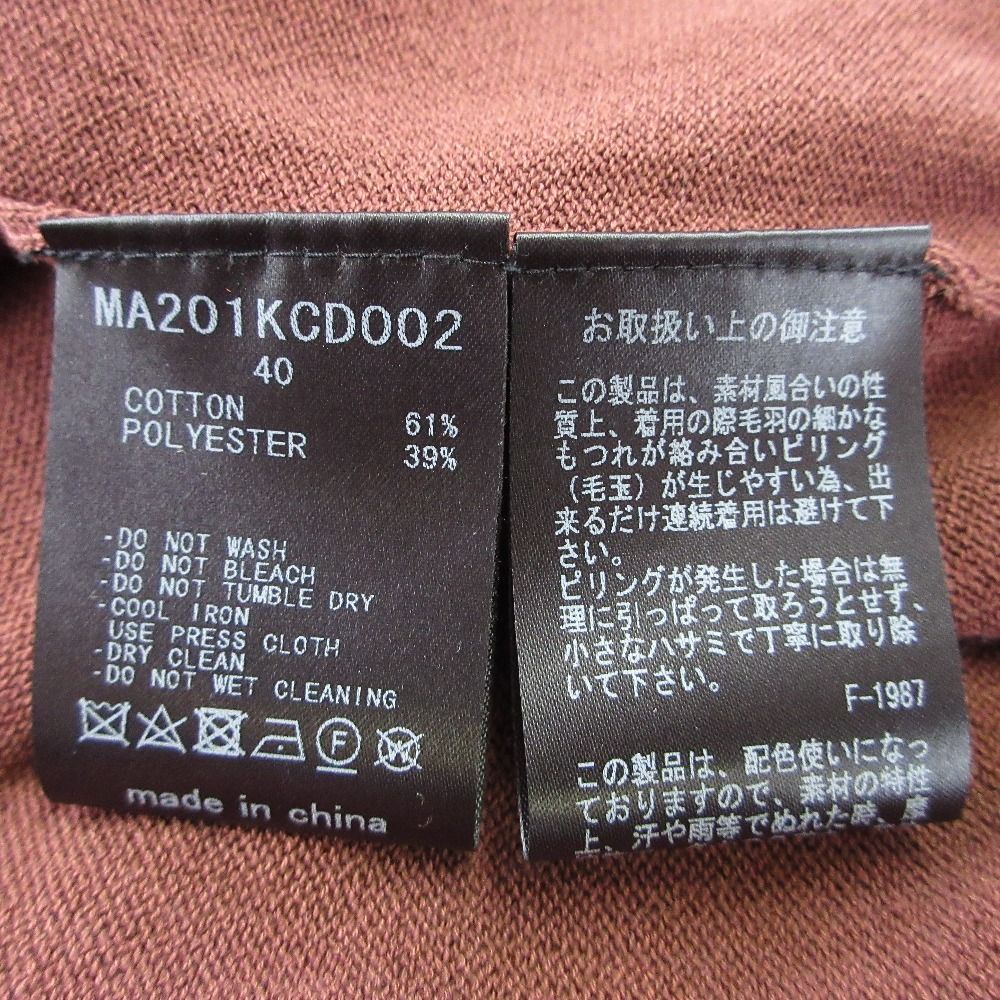 MA201KCD002
40
COTTON 61%
POLYESTER 39%
-DO NOT WASH
-DO NOT BLEACH
-DO NOT TUMBLE DRY
-COOL IRON
USE PRESS CLOTH
-DRY CLEAN
-DO NOT WET CLEANING
F
W
made in china
お取扱い上の御注意
この製品は、素材風合いの性
質上、着用の際毛羽の細かな
もつれが絡み合いピリング
（毛玉）が生じやすい為、出
来るだけ連続着用は避けて下
さい。
ピリングが発生した場合は無
理に引っぱって取ろうとせず、
小さなハサミで丁寧に取り除
いて下さい。
F-1987
この製品は、配色使いになっ
ておりますので、素材の特性
上、汗や雨等でぬれた時、